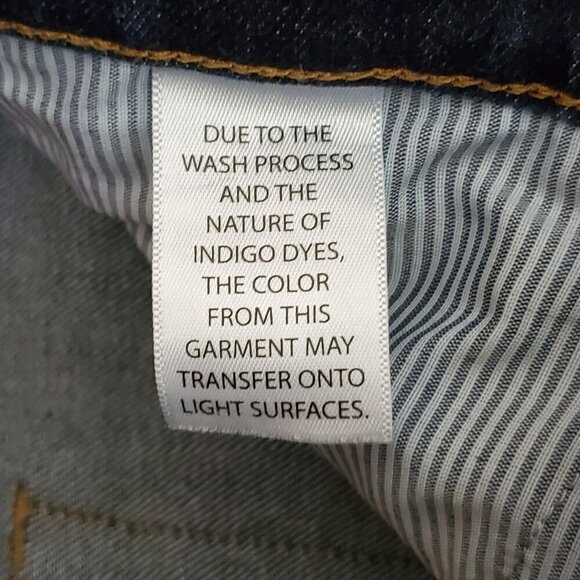 DUE TO THE
WASH PROCESS
AND THE
NATURE OF
INDIGO DYES,
THE COLOR
FROM THIS
GARMENT MAY
TRANSFER ONTO
LIGHT SURFACES.